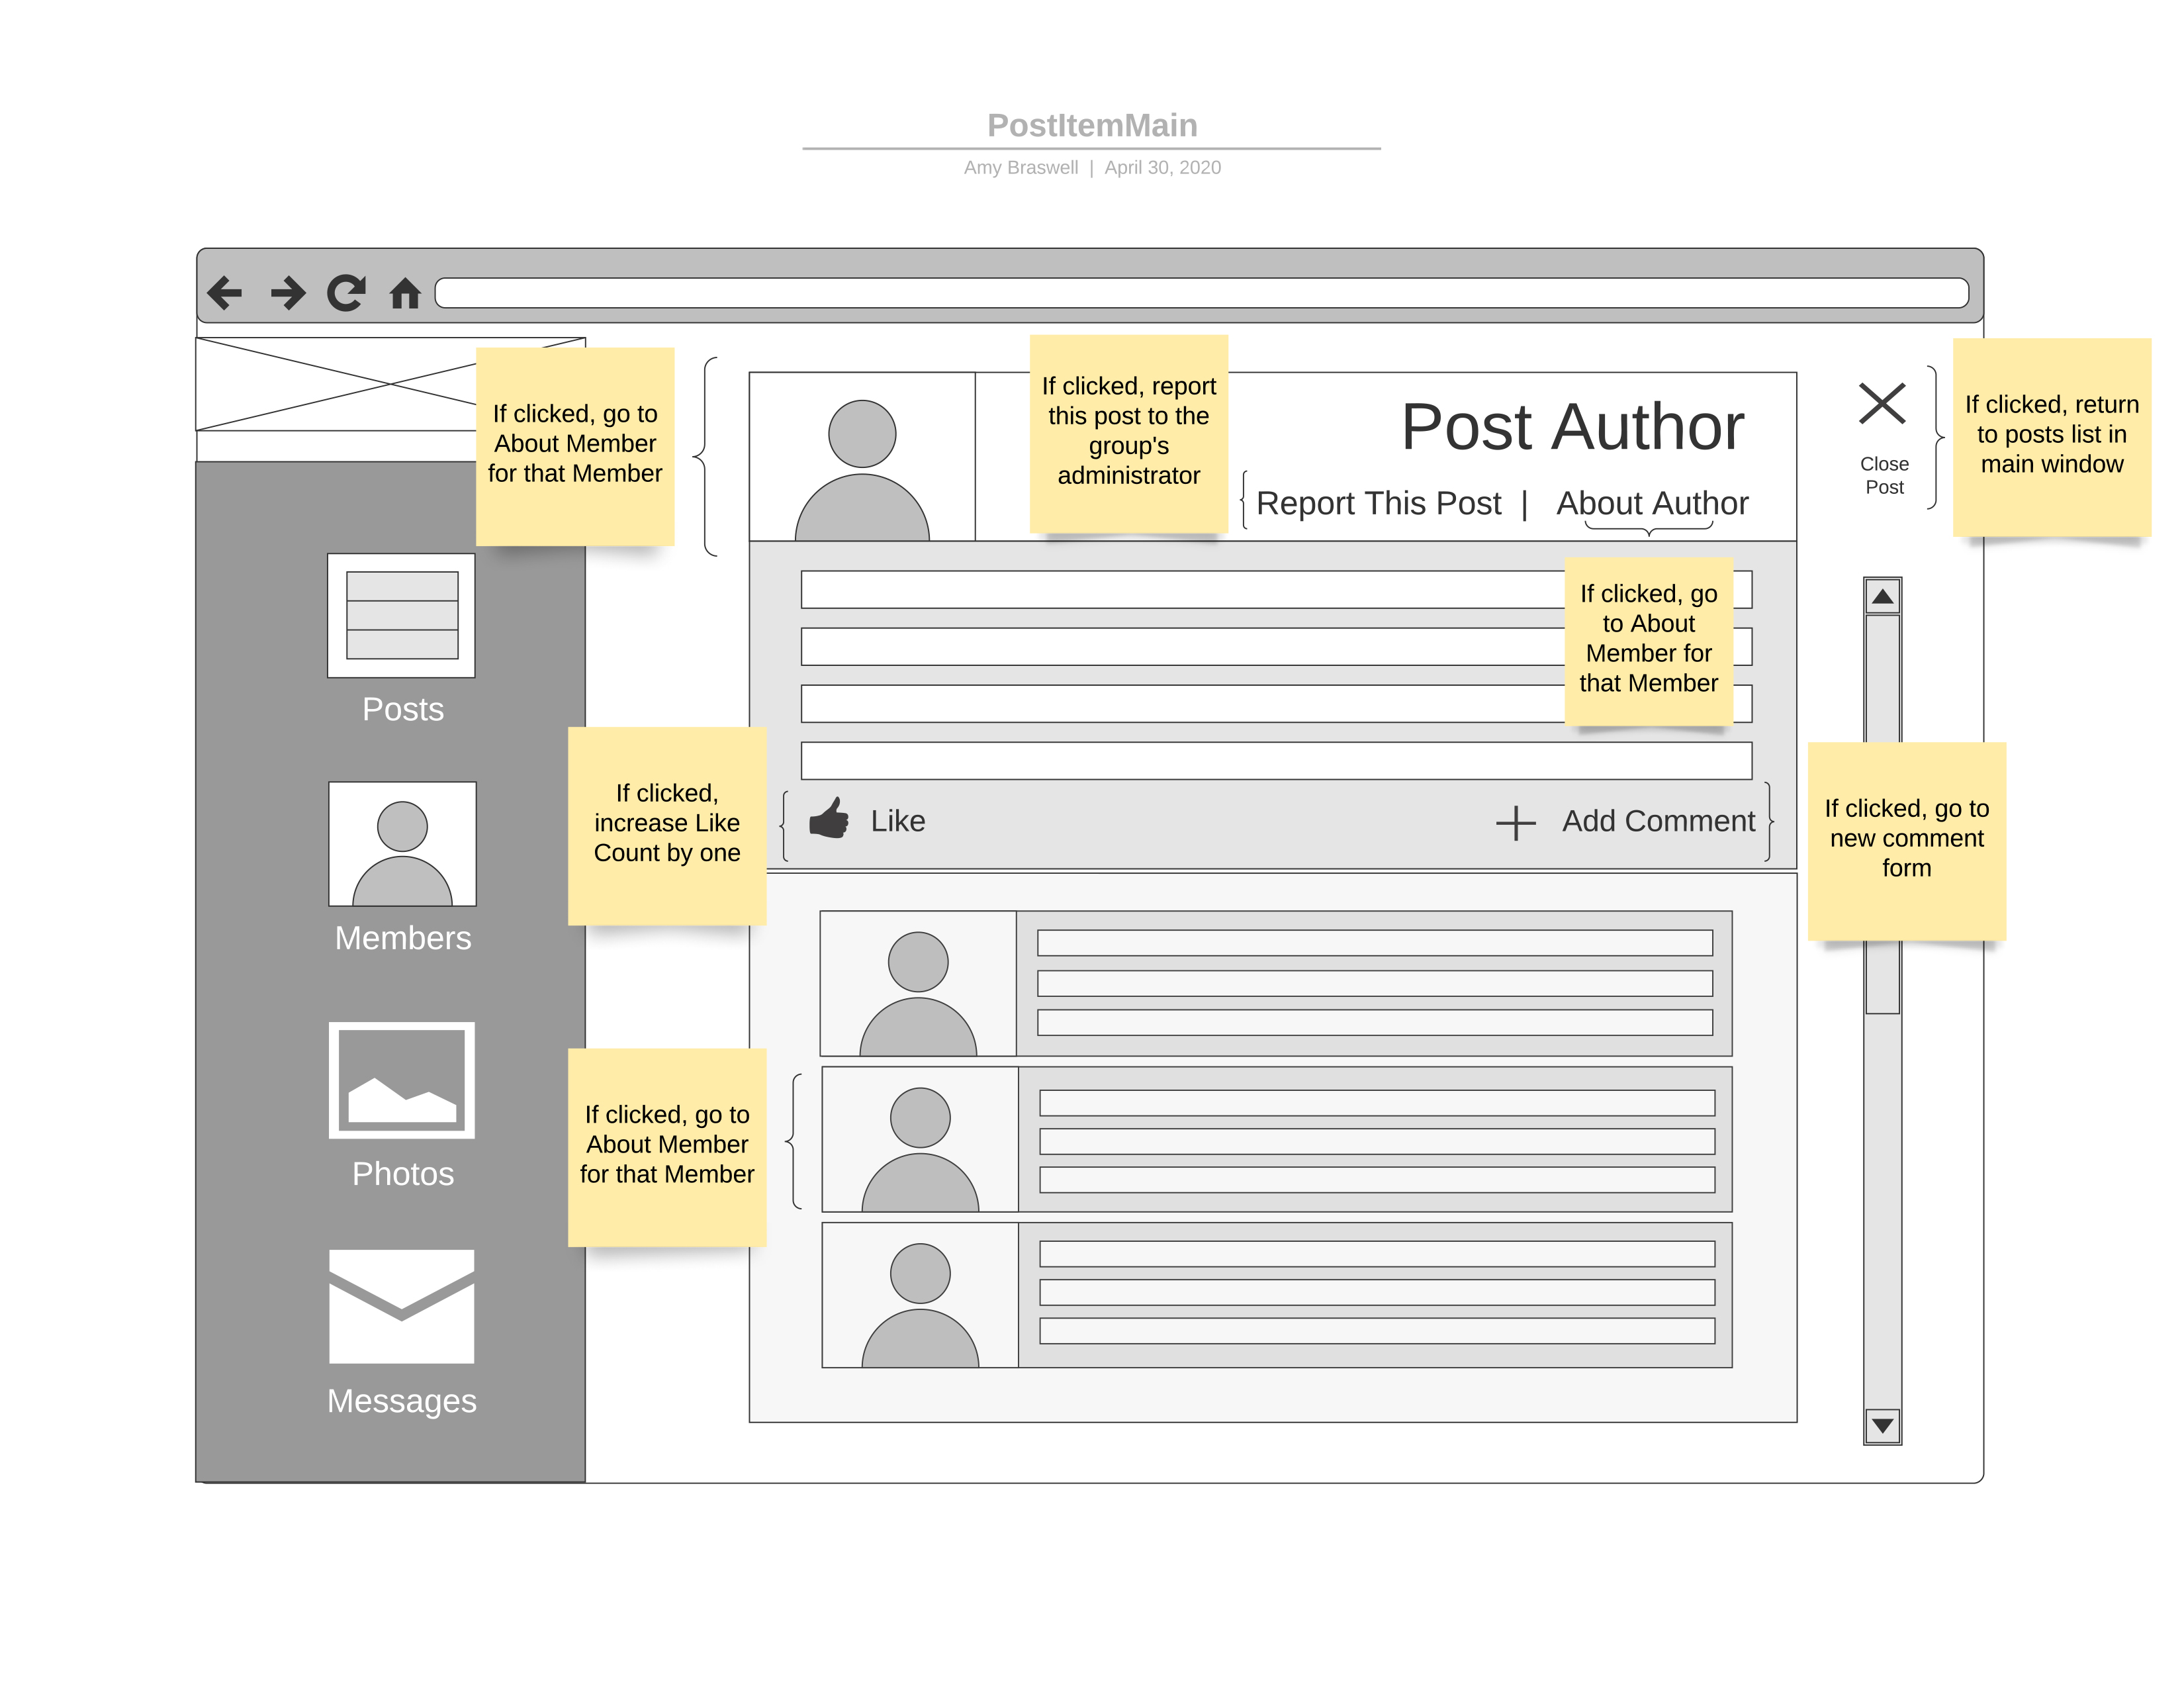 PostItemMain
Amy Braswell | April 30, 2020
If clicked, go to
About Member
for that Member
If clicked, report
this post to the
group's
administrator
Post Author
Report This Post | About Author
Close
Post
If clicked, return
to posts list in
main window
If clicked, go
to About
Member for
that Member
Posts
If clicked,
increase Like
Count by one
Like
Add Comment
If clicked, go to
new comment
form
Members
If clicked, go to
About Member
for that Member
Photos
Messages